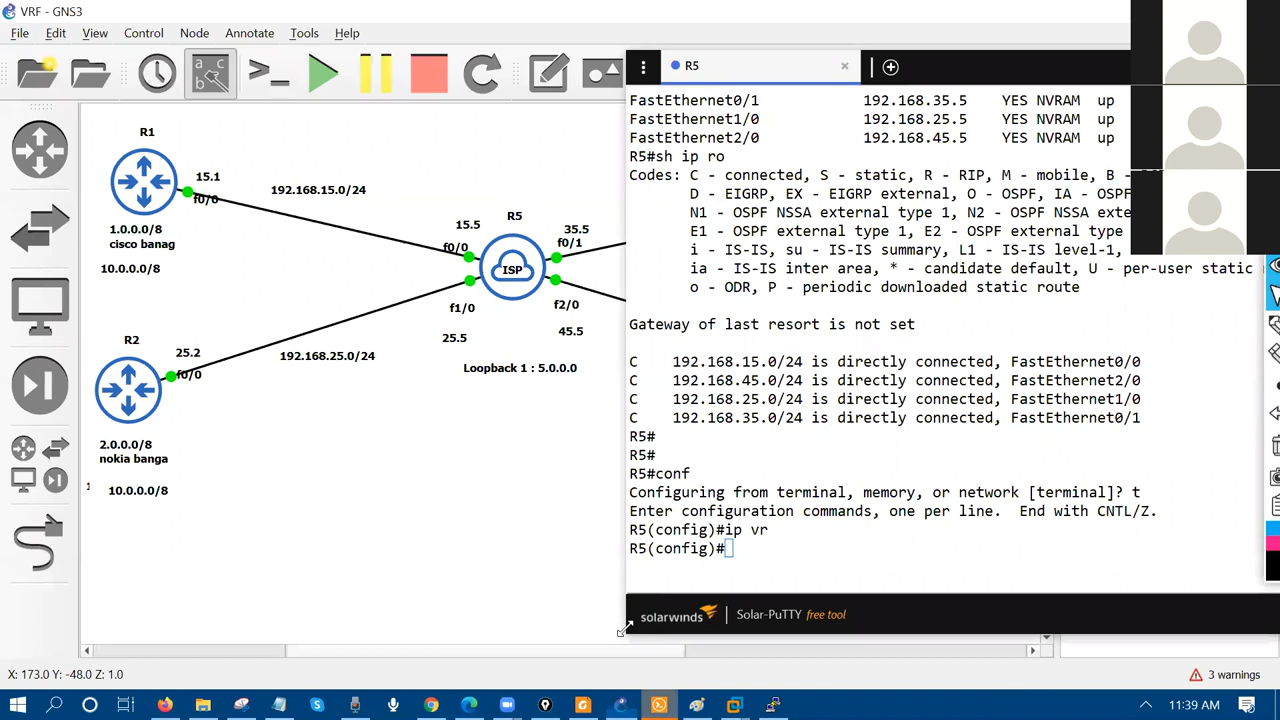 VRF - GNS3
File Edit View Control Node Annotate Tools Help
a c
b
R5
FastEthernet0/1 192.168.35.5 YES NVRAM up
FastEthernet1/0 192.168.25.5 YES NVRAM up
FastEthernet2/0 192.168.45.5 YES NVRAM up
R5#sh ip ro
Codes: C - connected, S - static, R - RIP, M - mobile, B -
D - EIGRP, EX - EIGRP external, O - OSPF, IA - OSPF
N1 - OSPF NSSA external type 1, N2 - OSPF NSSA exte
E1 - OSPF external type 1, E2 - OSPF external type
i - IS-IS, su - IS-IS summary, L1 - IS-IS level-1,
ia - IS-IS inter area, * - candidate default, U - per-user static
o - ODR, P - periodic downloaded static route
Gateway of last resort is not set
C 192.168.15.0/24 is directly connected, FastEthernet0/0
C 192.168.45.0/24 is directly connected, FastEthernet2/0
C 192.168.25.0/24 is directly connected, FastEthernet1/0
C 192.168.35.0/24 is directly connected, FastEthernet0/1
R5#
R5#
R5#conf
Configuring from terminal, memory, or network [terminal]? t
Enter configuration commands, one per line. End with CNTL/Z.
R5(config)#ip vr
R5(config)#
solarwinds Solar-PuTTY free tool
R1
15.1
f0/0
192.168.15.0/24
1.0.0.0/8
cisco banag
10.0.0.0/8
R5
15.5
f0/0
35.5
f0/1
ISP
f1/0
f2/0
25.5
45.5
Loopback 1 : 5.0.0.0
R2
25.2
f0/0
192.168.25.0/24
2.0.0.0/8
nokia banga
10.0.0.0/8
X: 173.0 Y: -48.0 Z: 1.0
3 warnings
11:39 AM